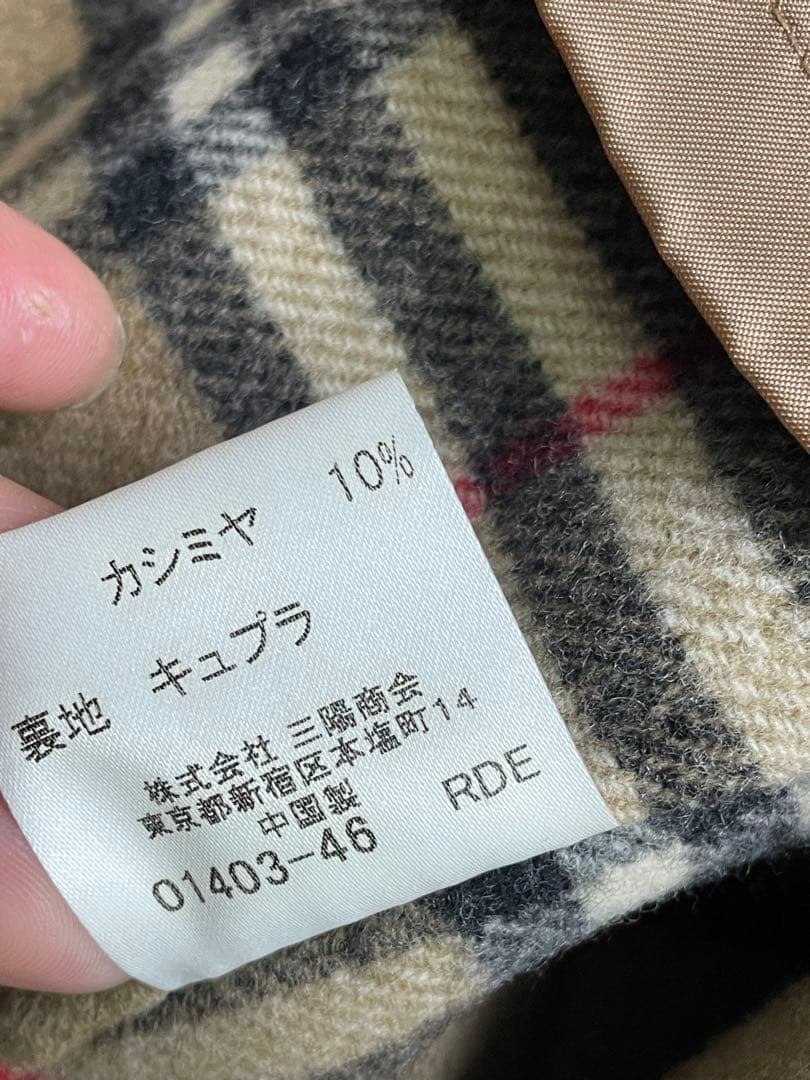 カシミヤ 10%
裏地 キュプラ
株式会社 三陽商会
東京都新宿区本塩町14
中国製
01403-46 RDE